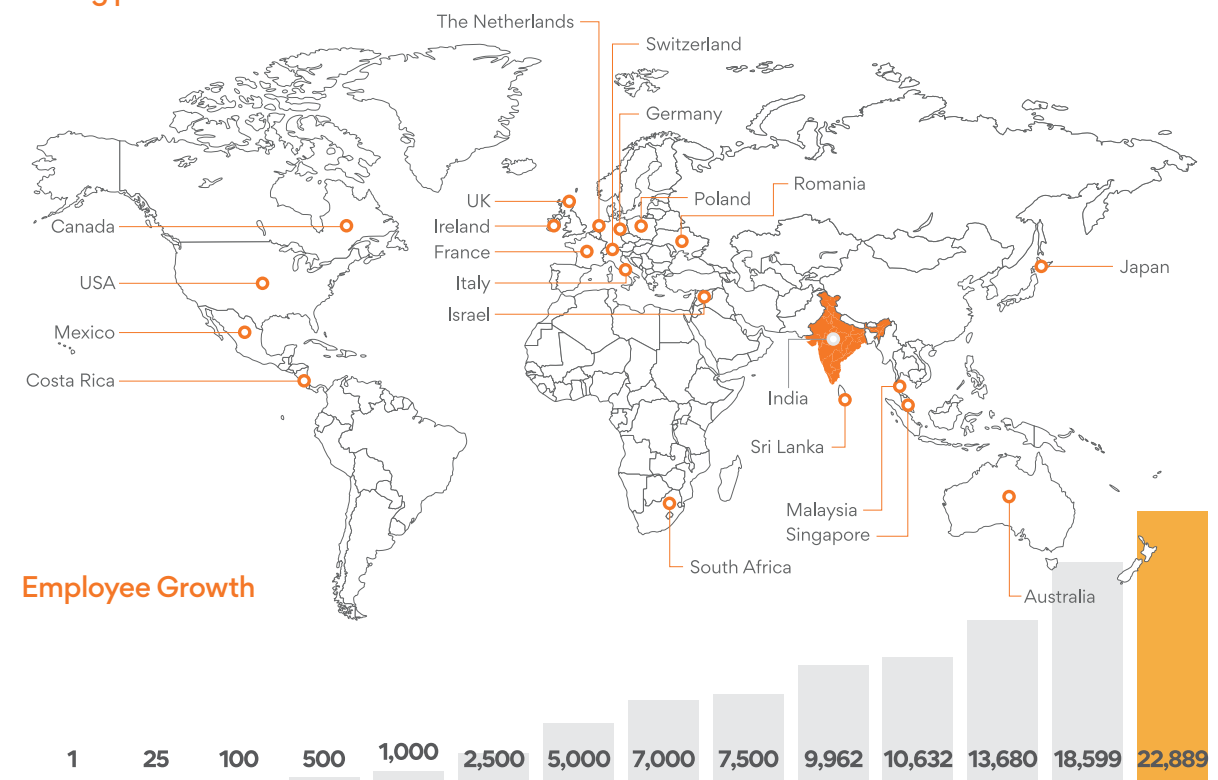 The Netherlands
Switzerland
Germany
Romania
UK
Poland
Canada
Ireland
France
Japan
USA
Italy
Israel
Mexico
Costa Rica
India
Sri Lanka
Malaysia
Singapore
South Africa
Employee Growth
Australia
1 25 100 500 1,000 2,500 5,000 7,000 7,500 9,962 10,632 13,680 18,599 22,889